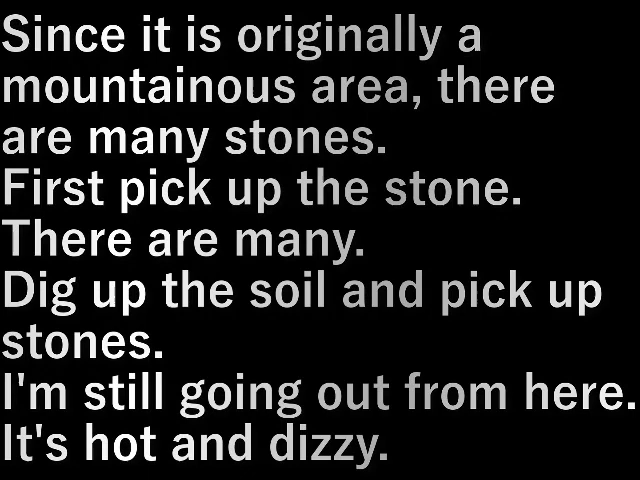 Since it is originally a
mountainous area, there
are many stones.
First pick up the stone.
There are many.
Dig up the soil and pick up
stones.
I'm still going out from here.
It's hot and dizzy.